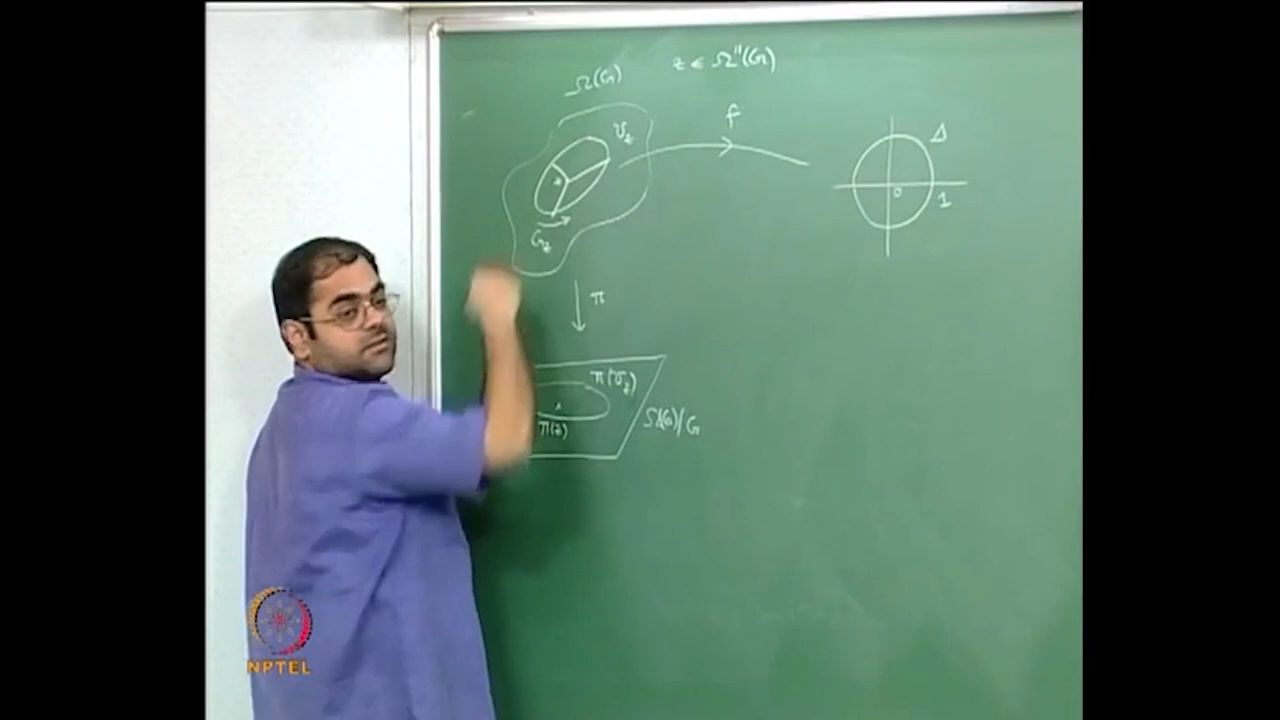 Ω(G)
z ∈ Ω''(G)
U_z
f
Δ
z
0
1
G_z
π
π(U_z)
π(z)
Ω(G)/G
NPTEL